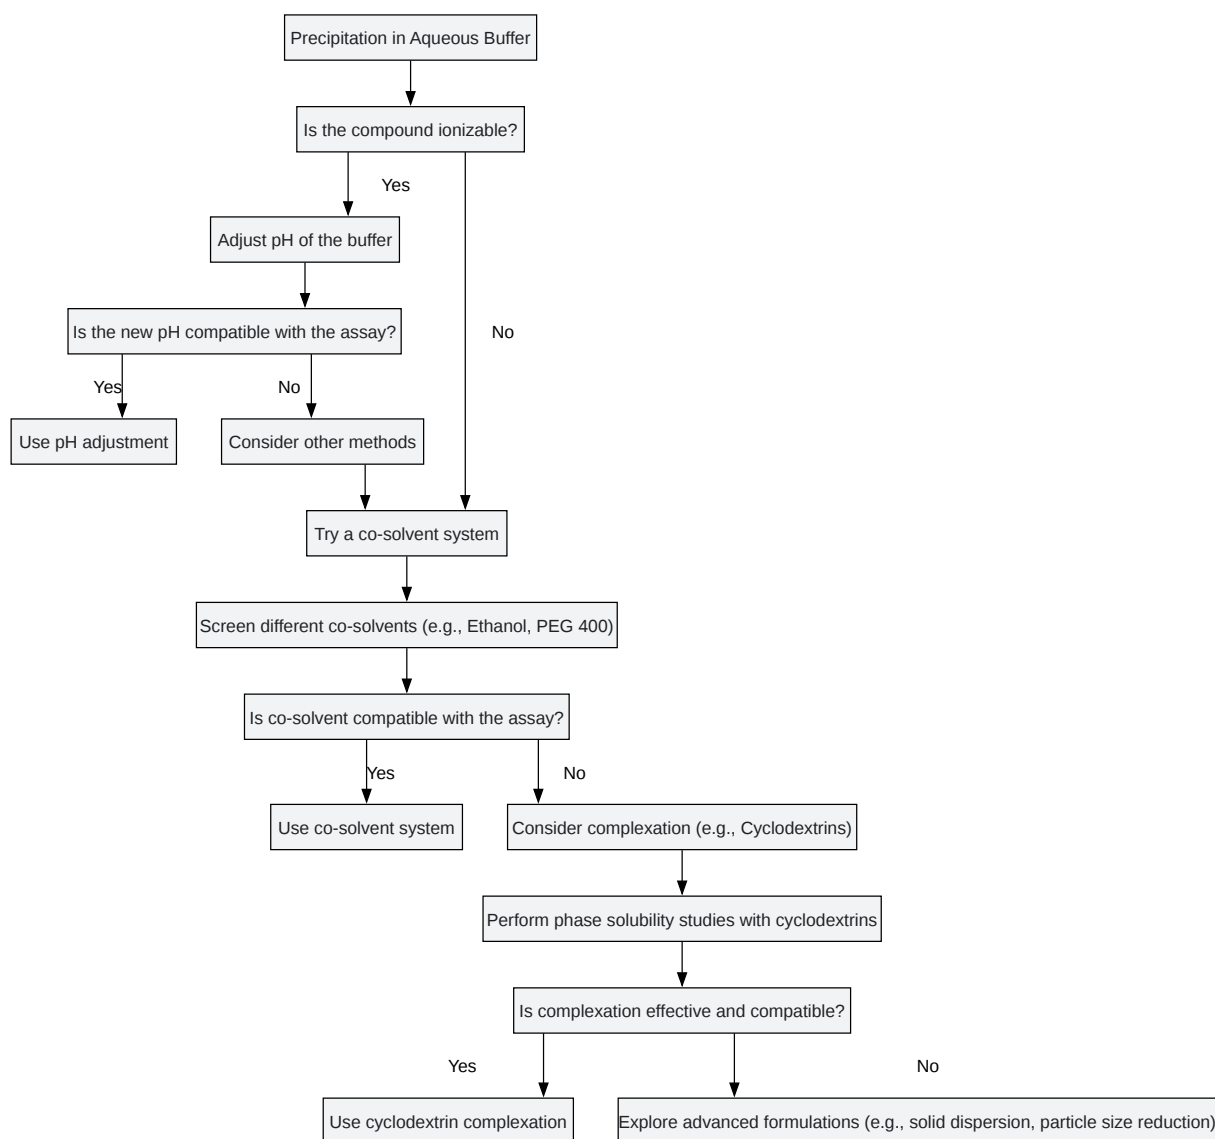 Precipitation in Aqueous Buffer
Is the compound ionizable?
Yes
Adjust pH of the buffer
Is the new pH compatible with the assay?
No
Yes
No
Use pH adjustment
Consider other methods
Try a co-solvent system
Screen different co-solvents (e.g., Ethanol, PEG 400)
Is co-solvent compatible with the assay?
Yes
No
Use co-solvent system
Consider complexation (e.g., Cyclodextrins)
Perform phase solubility studies with cyclodextrins
Is complexation effective and compatible?
Yes
No
Use cyclodextrin complexation
Explore advanced formulations (e.g., solid dispersion, particle size reduction)